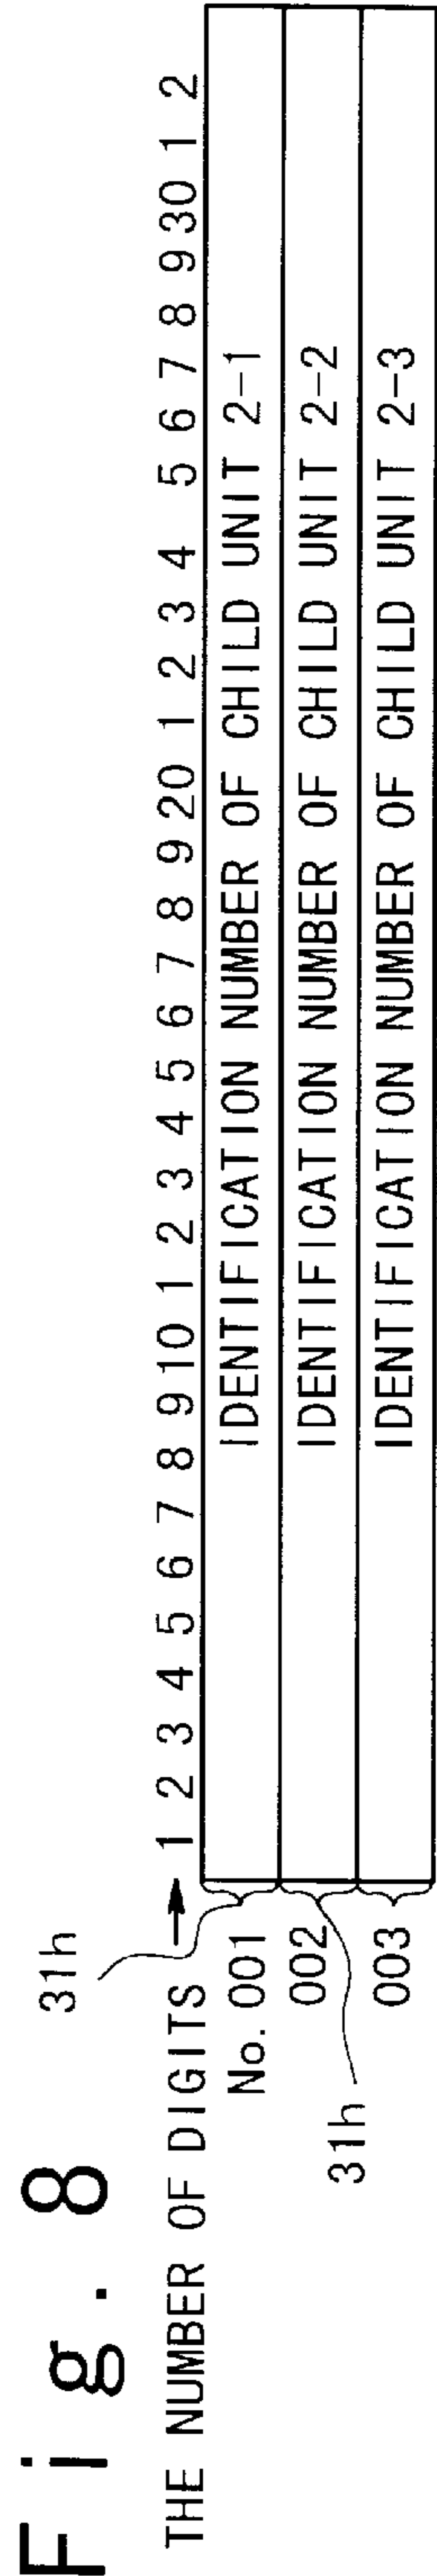 Fig. 8
31h
THE NUMBER OF DIGITS → 1 2 3 4 5 6 7 8 9 10 1 2 3 4 5 6 7 8 9 20 1 2 3 4 5 6 7 8 9 30 1 2
No. 001 IDENTIFICATION NUMBER OF CHILD UNIT 2-1
002 IDENTIFICATION NUMBER OF CHILD UNIT 2-2
31h
003 IDENTIFICATION NUMBER OF CHILD UNIT 2-3